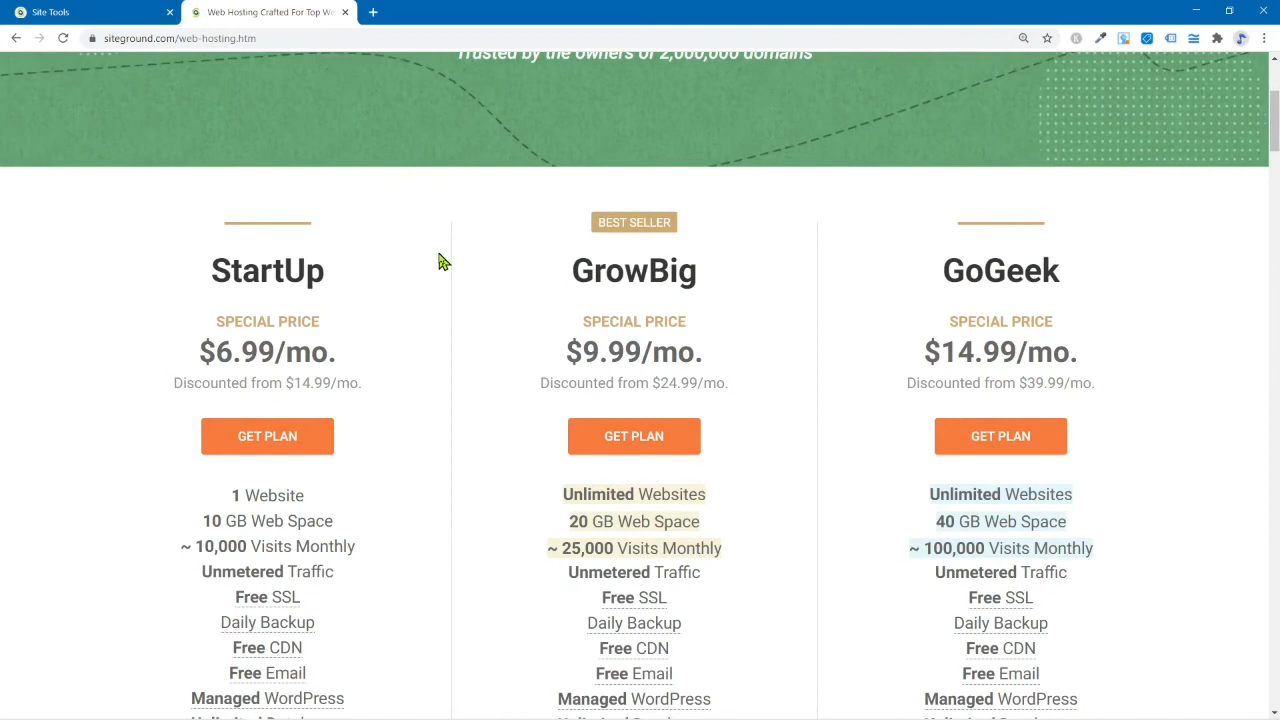 Site Tools
Web Hosting Crafted For Top We
siteground.com/web-hosting.htm
Trusted by the owners of 2,000,000 domains
StartUp
SPECIAL PRICE
$6.99/mo.
Discounted from $14.99/mo.
GET PLAN
1 Website
10 GB Web Space
~ 10,000 Visits Monthly
Unmetered Traffic
Free SSL
Daily Backup
Free CDN
Free Email
Managed WordPress
BEST SELLER
GrowBig
SPECIAL PRICE
$9.99/mo.
Discounted from $24.99/mo.
GET PLAN
Unlimited Websites
20 GB Web Space
~ 25,000 Visits Monthly
Unmetered Traffic
Free SSL
Daily Backup
Free CDN
Free Email
Managed WordPress
GoGeek
SPECIAL PRICE
$14.99/mo.
Discounted from $39.99/mo.
GET PLAN
Unlimited Websites
40 GB Web Space
~ 100,000 Visits Monthly
Unmetered Traffic
Free SSL
Daily Backup
Free CDN
Free Email
Managed WordPress